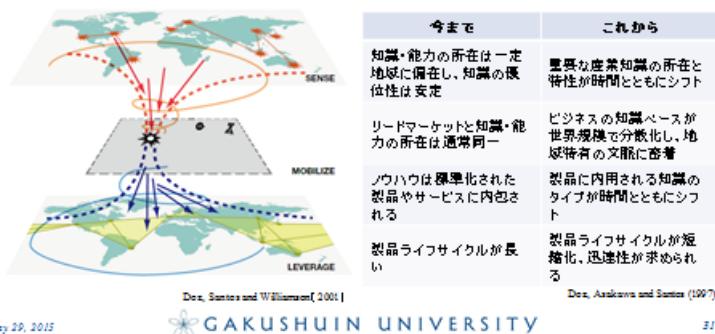 SENSE
MOBILIZE
LEVERAGE
Doz, Santos and Williamson[ 2001]
今まで
これから
知識・能力の所在は一定
地域に偏在し、知識の優
位性は安定
重要な産業知識の所在と
特性が時間とともにシフト
リードマーケットと知識・能
力の所在は通常同一
ビジネスの知識ベースが
世界規模で分散化し、地
域特有の文脈に密着
ノウハウは標準化された
製品やサービスに内包さ
れる
製品に内用される知識の
タイプが時間とともにシフ
ト
製品ライフサイクルが長
い
製品ライフサイクルが短
縮化、迅速性が求められ
る
Doz, Asakawa and Santos (1997)
29, 2015
GAKUSHUIN UNIVERSITY
31